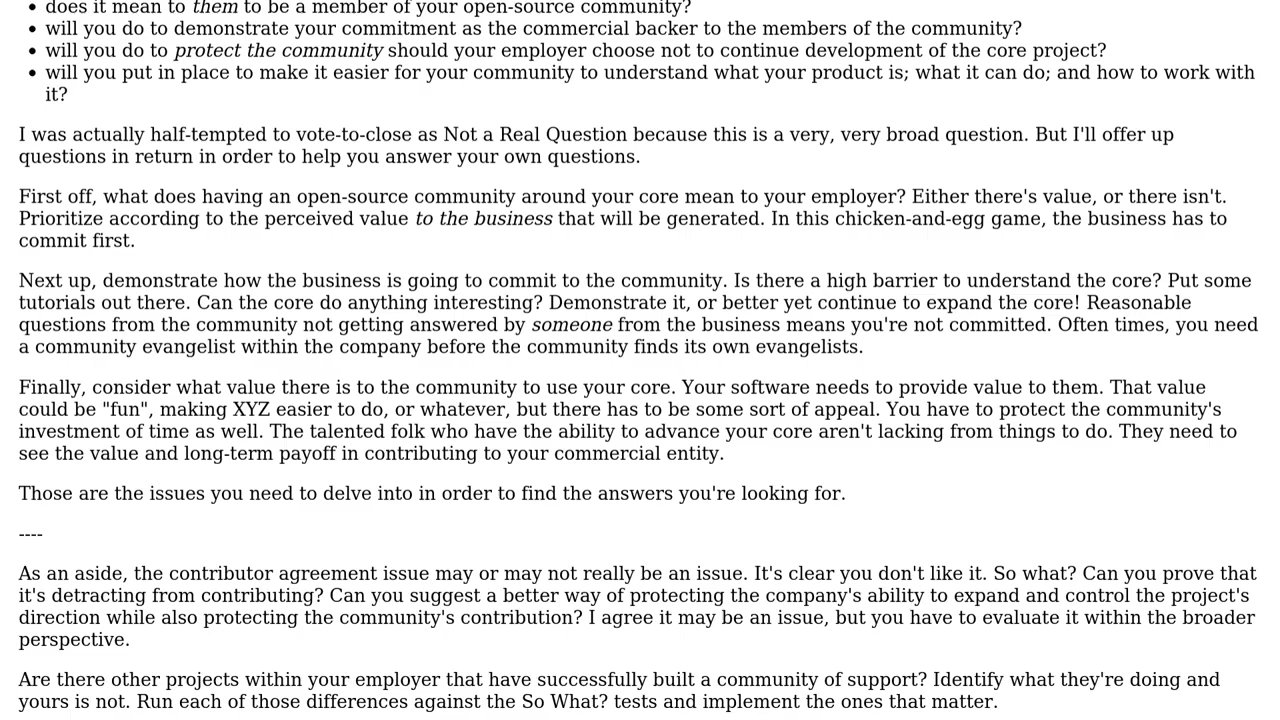 does it mean to them to be a member of your open-source community?
will you do to demonstrate your commitment as the commercial backer to the members of the community?
will you do to protect the community should your employer choose not to continue development of the core project?
will you put in place to make it easier for your community to understand what your product is; what it can do; and how to work with
it?
I was actually half-tempted to vote-to-close as Not a Real Question because this is a very, very broad question. But I'll offer up
questions in return in order to help you answer your own questions.
First off, what does having an open-source community around your core mean to your employer? Either there's value, or there isn't.
Prioritize according to the perceived value to the business that will be generated. In this chicken-and-egg game, the business has to
commit first.
Next up, demonstrate how the business is going to commit to the community. Is there a high barrier to understand the core? Put some
tutorials out there. Can the core do anything interesting? Demonstrate it, or better yet continue to expand the core! Reasonable
questions from the community not getting answered by someone from the business means you're not committed. Often times, you need
a community evangelist within the company before the community finds its own evangelists.
Finally, consider what value there is to the community to use your core. Your software needs to provide value to them. That value
could be "fun", making XYZ easier to do, or whatever, but there has to be some sort of appeal. You have to protect the community's
investment of time as well. The talented folk who have the ability to advance your core aren't lacking from things to do. They need to
see the value and long-term payoff in contributing to your commercial entity.
Those are the issues you need to delve into in order to find the answers you're looking for.
----
As an aside, the contributor agreement issue may or may not really be an issue. It's clear you don't like it. So what? Can you prove that
it's detracting from contributing? Can you suggest a better way of protecting the company's ability to expand and control the project's
direction while also protecting the community's contribution? I agree it may be an issue, but you have to evaluate it within the broader
perspective.
Are there other projects within your employer that have successfully built a community of support? Identify what they're doing and
yours is not. Run each of those differences against the So What? tests and implement the ones that matter.